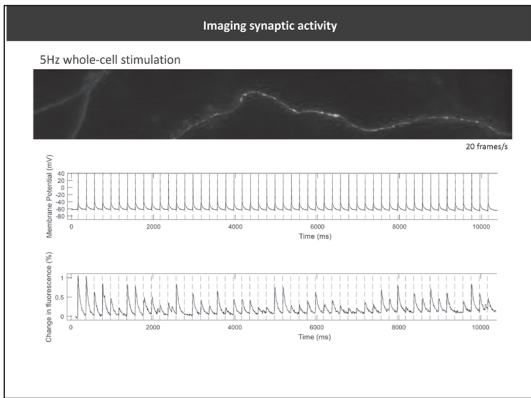 Imaging synaptic activity
5Hz whole-cell stimulation
20 frames/s
Membrane Potential (mV)
40
20
0
-20
-40
-60
-80
0 2000 4000 6000 8000 10000
Time (ms)
Change in fluorescence (%)
1
0.5
0
0 2000 4000 6000 8000 10000
Time (ms)